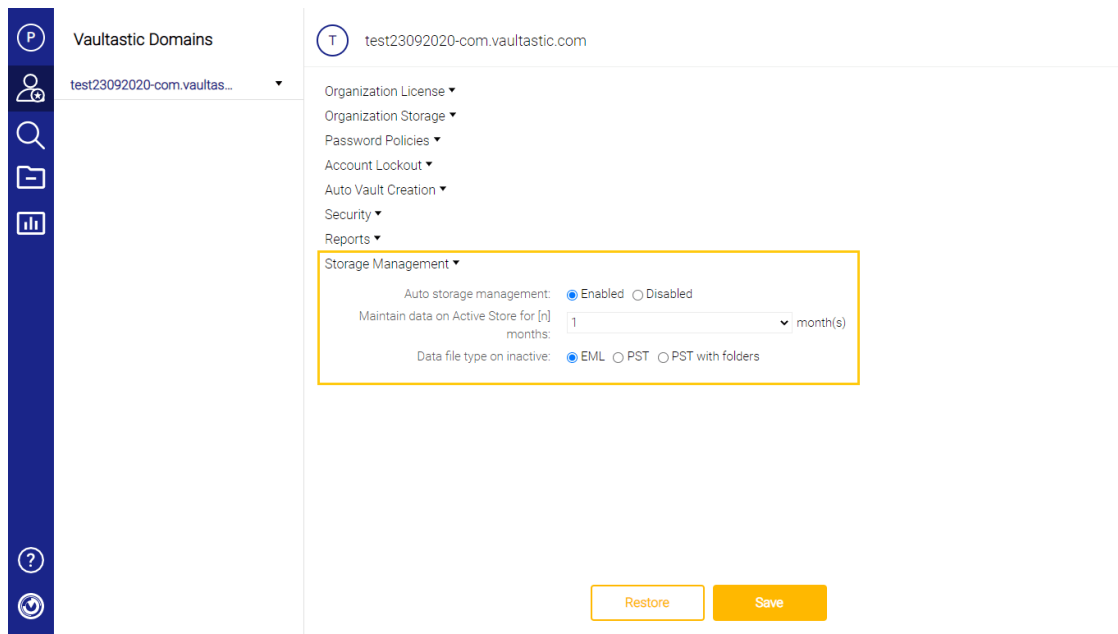 P
Vaultastic Domains
T
test23092020-com.vaultastic.com
test23092020-com.vaultas...
Organization License
Organization Storage
Password Policies
Account Lockout
Auto Vault Creation
Security
Reports
Storage Management
Auto storage management: Enabled Disabled
Maintain data on Active Store for [n]
months:
1 month(s)
Data file type on inactive: EML PST PST with folders
?
Restore Save